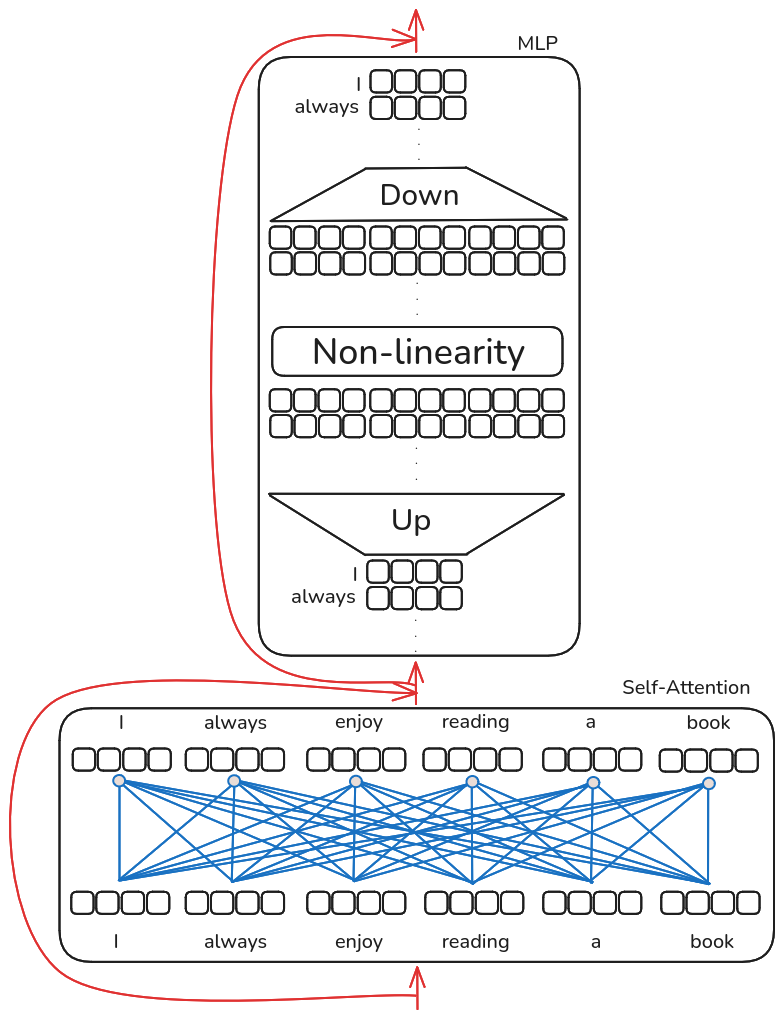 MLP
I
always
Down
Non-linearity
Up
I
always
Self-Attention
I always enjoy reading a book
I always enjoy reading a book